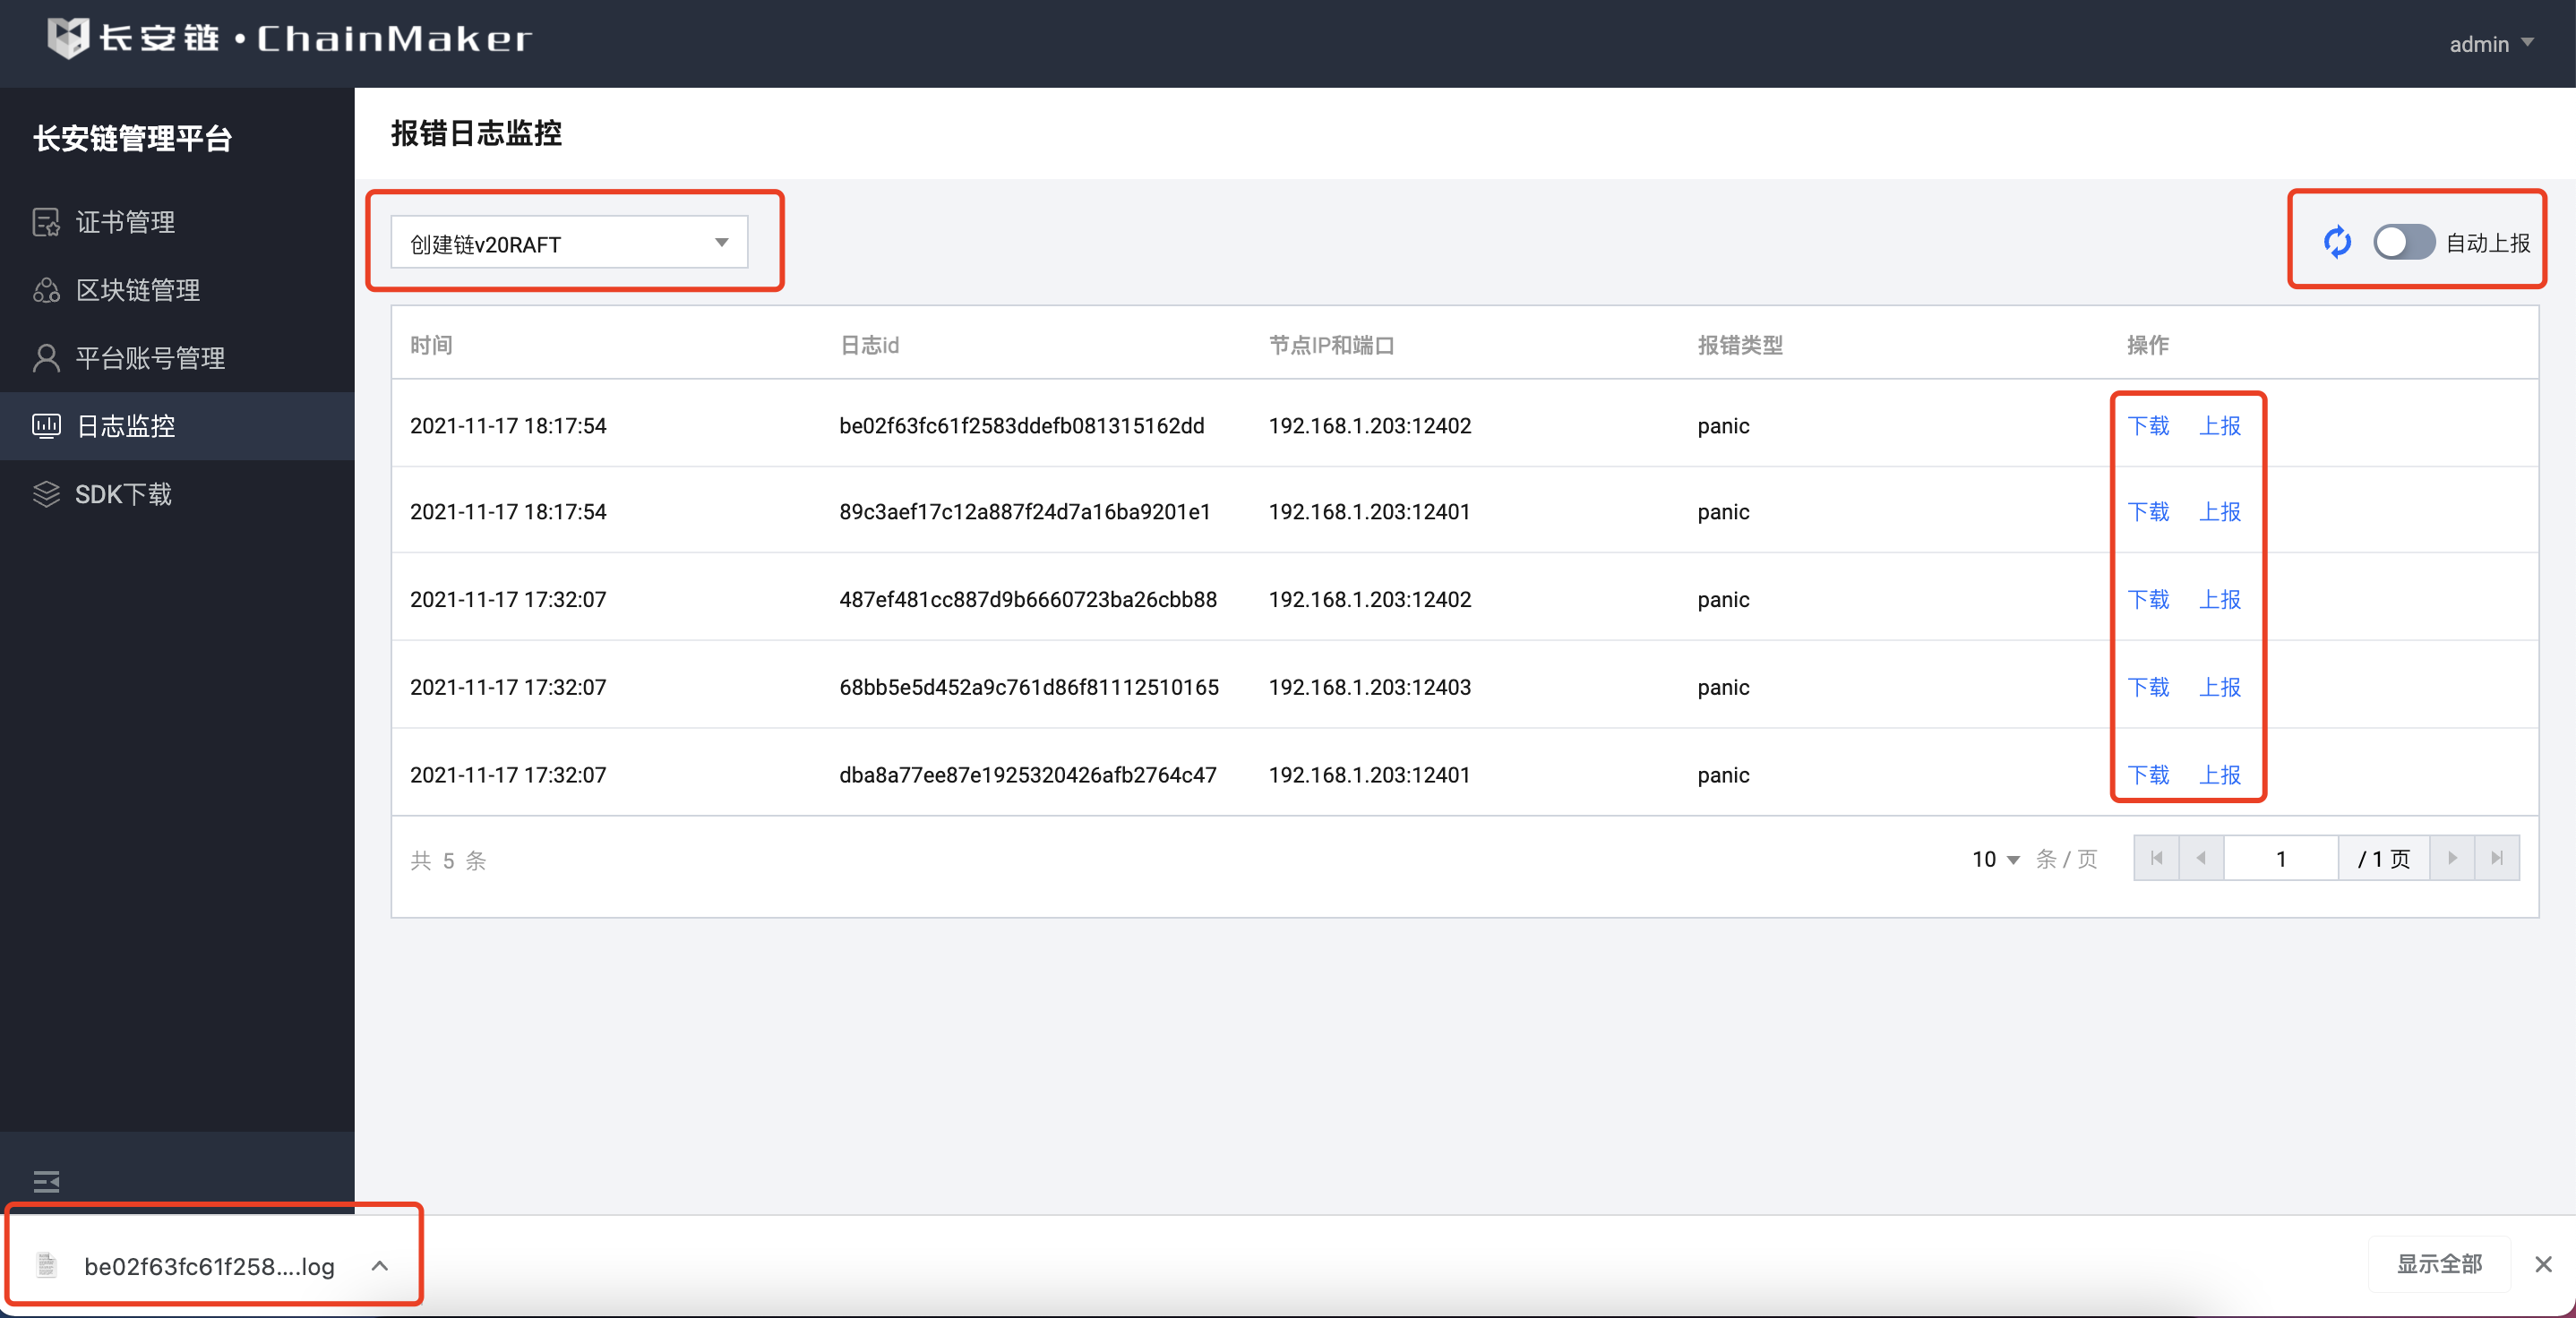 长安链·ChainMaker
admin
长安链管理平台
证书管理
区块链管理
平台账号管理
日志监控
SDK下载
报错日志监控
创建链v20RAFT
自动上报
时间 日志id 节点IP和端口 报错类型 操作
2021-11-17 18:17:54 be02f63fc61f2583ddefb081315162dd 192.168.1.203:12402 panic 下载 上报
2021-11-17 18:17:54 89c3aef17c12a887f24d7a16ba9201e1 192.168.1.203:12401 panic 下载 上报
2021-11-17 17:32:07 487ef481cc887d9b6660723ba26cbb88 192.168.1.203:12402 panic 下载 上报
2021-11-17 17:32:07 68bb5e5d452a9c761d86f81112510165 192.168.1.203:12403 panic 下载 上报
2021-11-17 17:32:07 dba8a77ee87e1925320426afb2764c47 192.168.1.203:12401 panic 下载 上报
共 5 条 10 条 / 页 1 / 1 页
be02f63fc61f258....log
显示全部